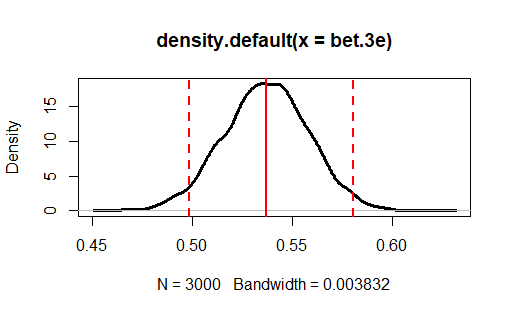 density.default(x = bet.3e)
Density
15
10
5
0
0.45 0.50 0.55 0.60
N = 3000 Bandwidth = 0.003832